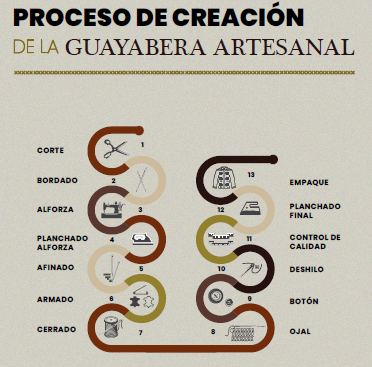 PROCESO DE CREACIÓN
DE LA GUAYABERA ARTESANAL
CORTE
1
BORDADO
2
ALFORZA
3
PLANCHADO
ALFORZA
4
AFINADO
5
ARMADO
6
CERRADO
7
8
OJAL
9
BOTÓN
10
DESHILO
11
CONTROL DE
CALIDAD
12
PLANCHADO
FINAL
13
EMPAQUE